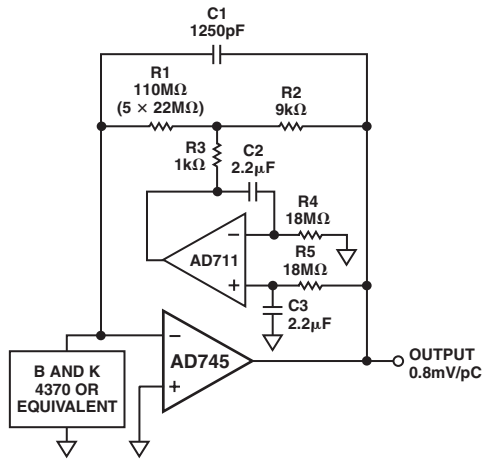 C1
1250pF
R1
110MΩ
(5 × 22MΩ)
R2
9kΩ
R3
1kΩ
C2
2.2μF
R4
18MΩ
–
AD711
R5
18MΩ
+
C3
2.2μF
–
AD745
+
B AND K
4370 OR
EQUIVALENT
OUTPUT
0.8mV/pC